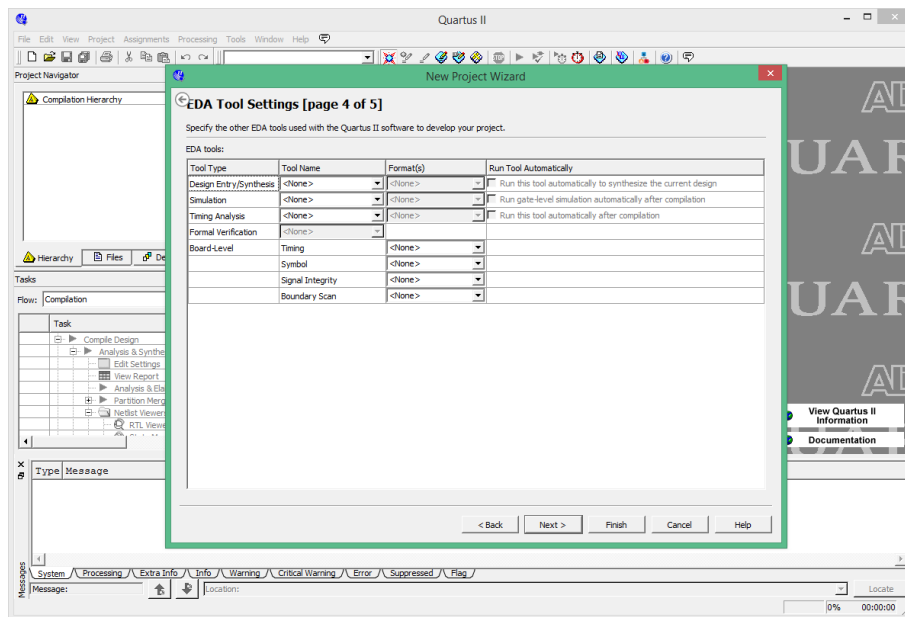 Quartus II
File Edit View Project Assignments Processing Tools Window Help
Project Navigator
Compilation Hierarchy
Hierarchy Files De
Tasks
Flow: Compilation
Task
Compile Design
Analysis & Synthe
Edit Settings
View Report
Analysis & Ela
Partition Merg
Netlist Viewer
RTL Viewe
New Project Wizard
EDA Tool Settings [page 4 of 5]
Specify the other EDA tools used with the Quartus II software to develop your project.
EDA tools:
Tool Type Tool Name Format(s) Run Tool Automatically
Design Entry/Synthesis <None> <None> Run this tool automatically to synthesize the current design
Simulation <None> <None> Run gate-level simulation automatically after compilation
Timing Analysis <None> <None> Run this tool automatically after compilation
Formal Verification <None>
Board-Level Timing <None>
Symbol <None>
Signal Integrity <None>
Boundary Scan <None>
< Back Next > Finish Cancel Help
UAR
UAR
View Quartus II
Information
Documentation
Type Message
System Processing Extra Info Info Warning Critical Warning Error Suppressed Flag
Messages
Message: Location: Locate
0% 00:00:00